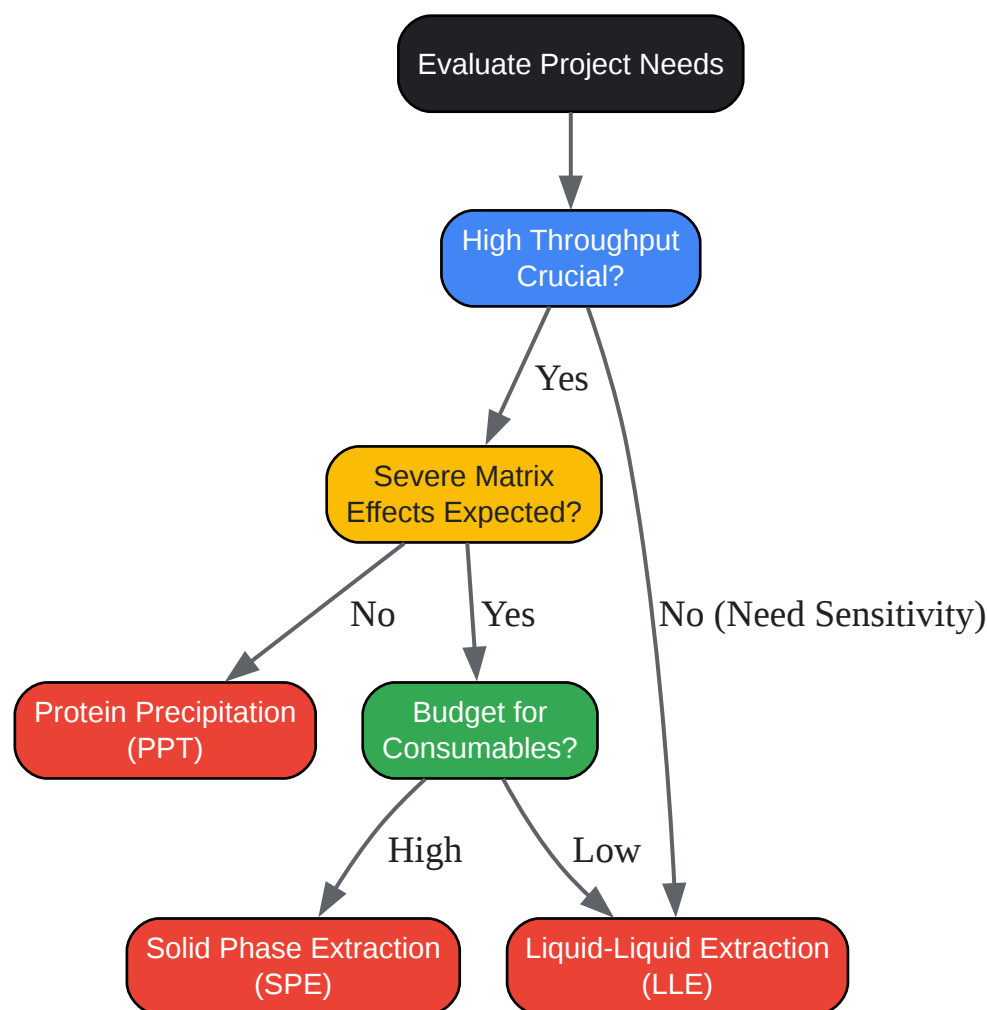 Evaluate Project Needs
High Throughput
Crucial?
Yes
Severe Matrix
Effects Expected?
No
Yes
No (Need Sensitivity)
Protein Precipitation
(PPT)
Budget for
Consumables?
High
Low
Solid Phase Extraction
(SPE)
Liquid-Liquid Extraction
(LLE)